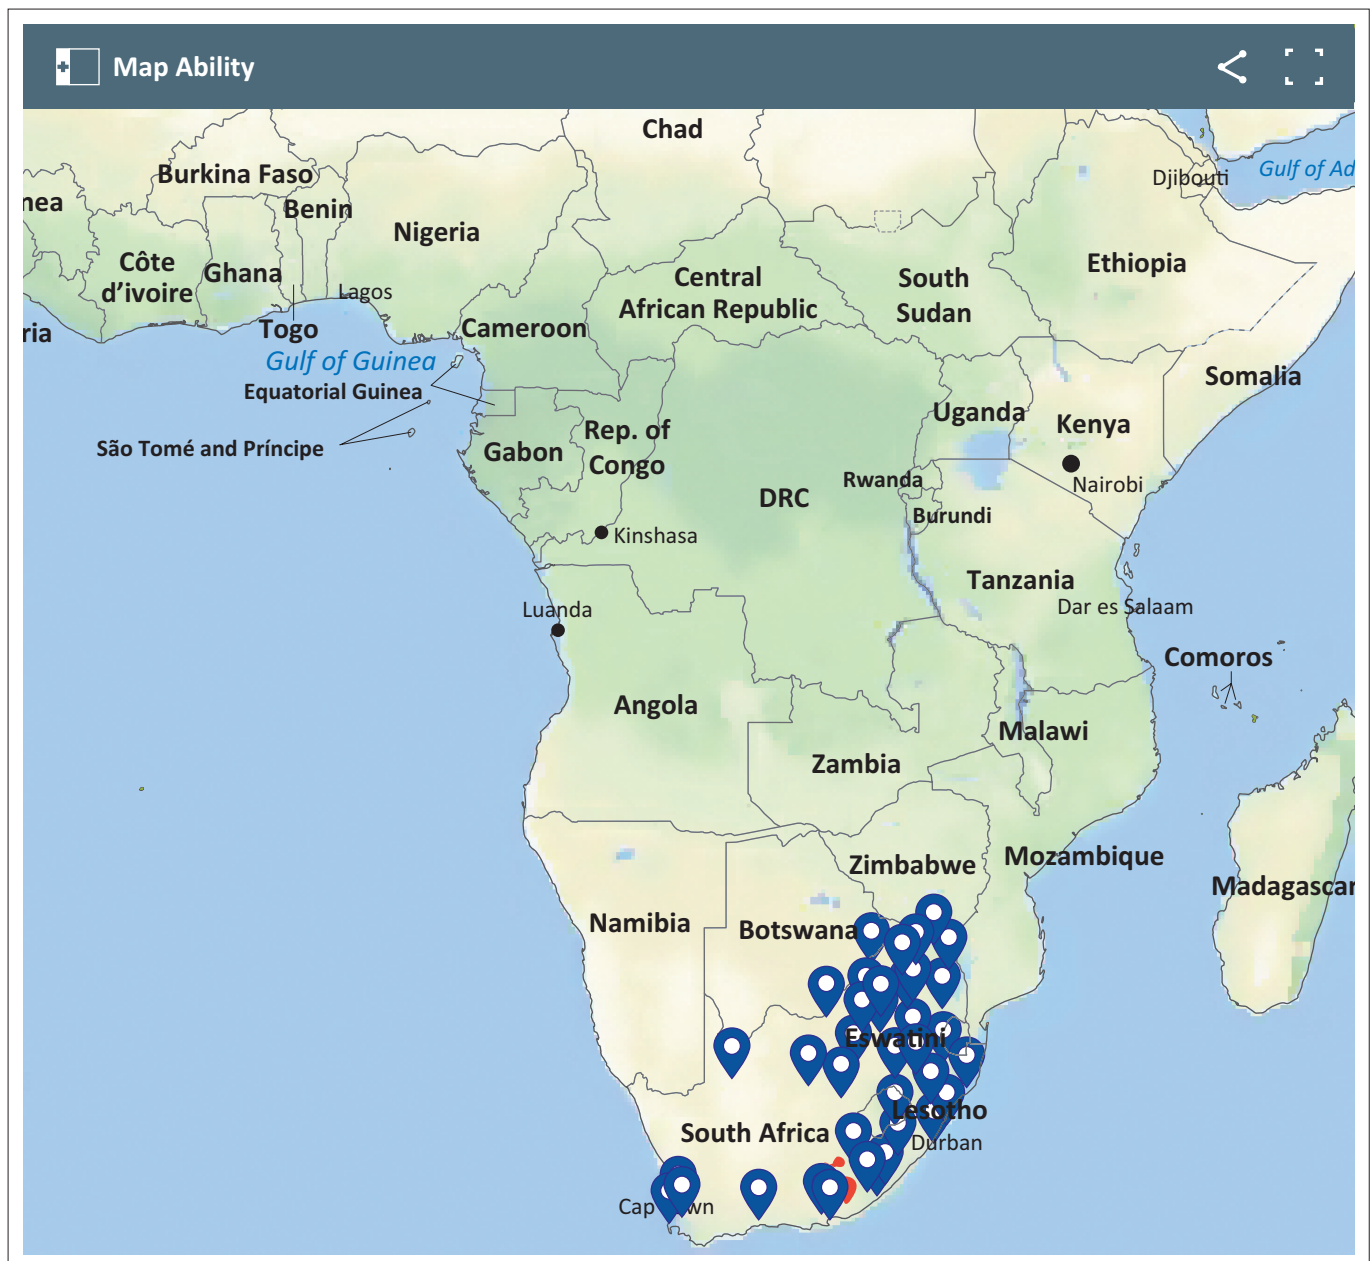 Map Ability
Chad
Burkina Faso
Djibouti
Gulf of Ad
nea
Benin
Nigeria
Côte
d’ivoire
Ghana
Central
African Republic
South
Sudan
Ethiopia
Lagos
Togo
Cameroon
ria
Gulf of Guinea
Equatorial Guinea
Somalia
Uganda
Kenya
São Tomé and Príncipe
Gabon
Rep. of
Congo
DRC
Rwanda
Nairobi
Burundi
Kinshasa
Tanzania
Dar es Salaam
Luanda
Comoros
Angola
Malawi
Zambia
Zimbabwe
Mozambique
Madagascar
Namibia
Botswana
Eswatini
Lesotho
South Africa
Durban
Cap
wn